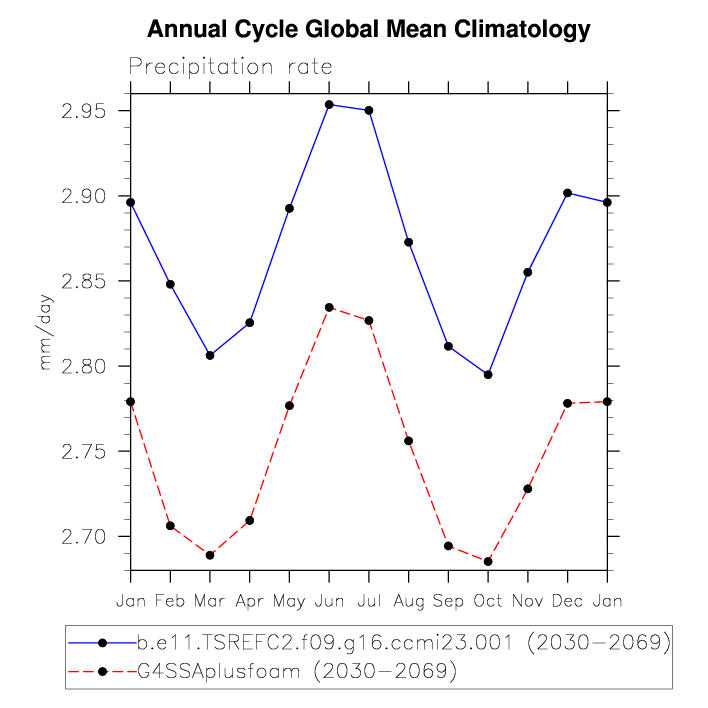 Annual Cycle Global Mean Climatology
Precipitation rate
2.95
2.90
2.85
2.80
2.75
2.70
mm/day
Jan Feb Mar Apr May Jun Jul Aug Sep Oct Nov Dec Jan
b.e11.TSREFC2.f09.g16.ccmi23.001 (2030-2069)
G4SSAplusfoam (2030-2069)